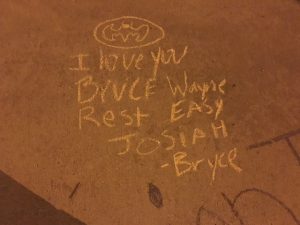 I love you
BRUCE Wayne
Rest EASY
JOSIAH
-Bryce